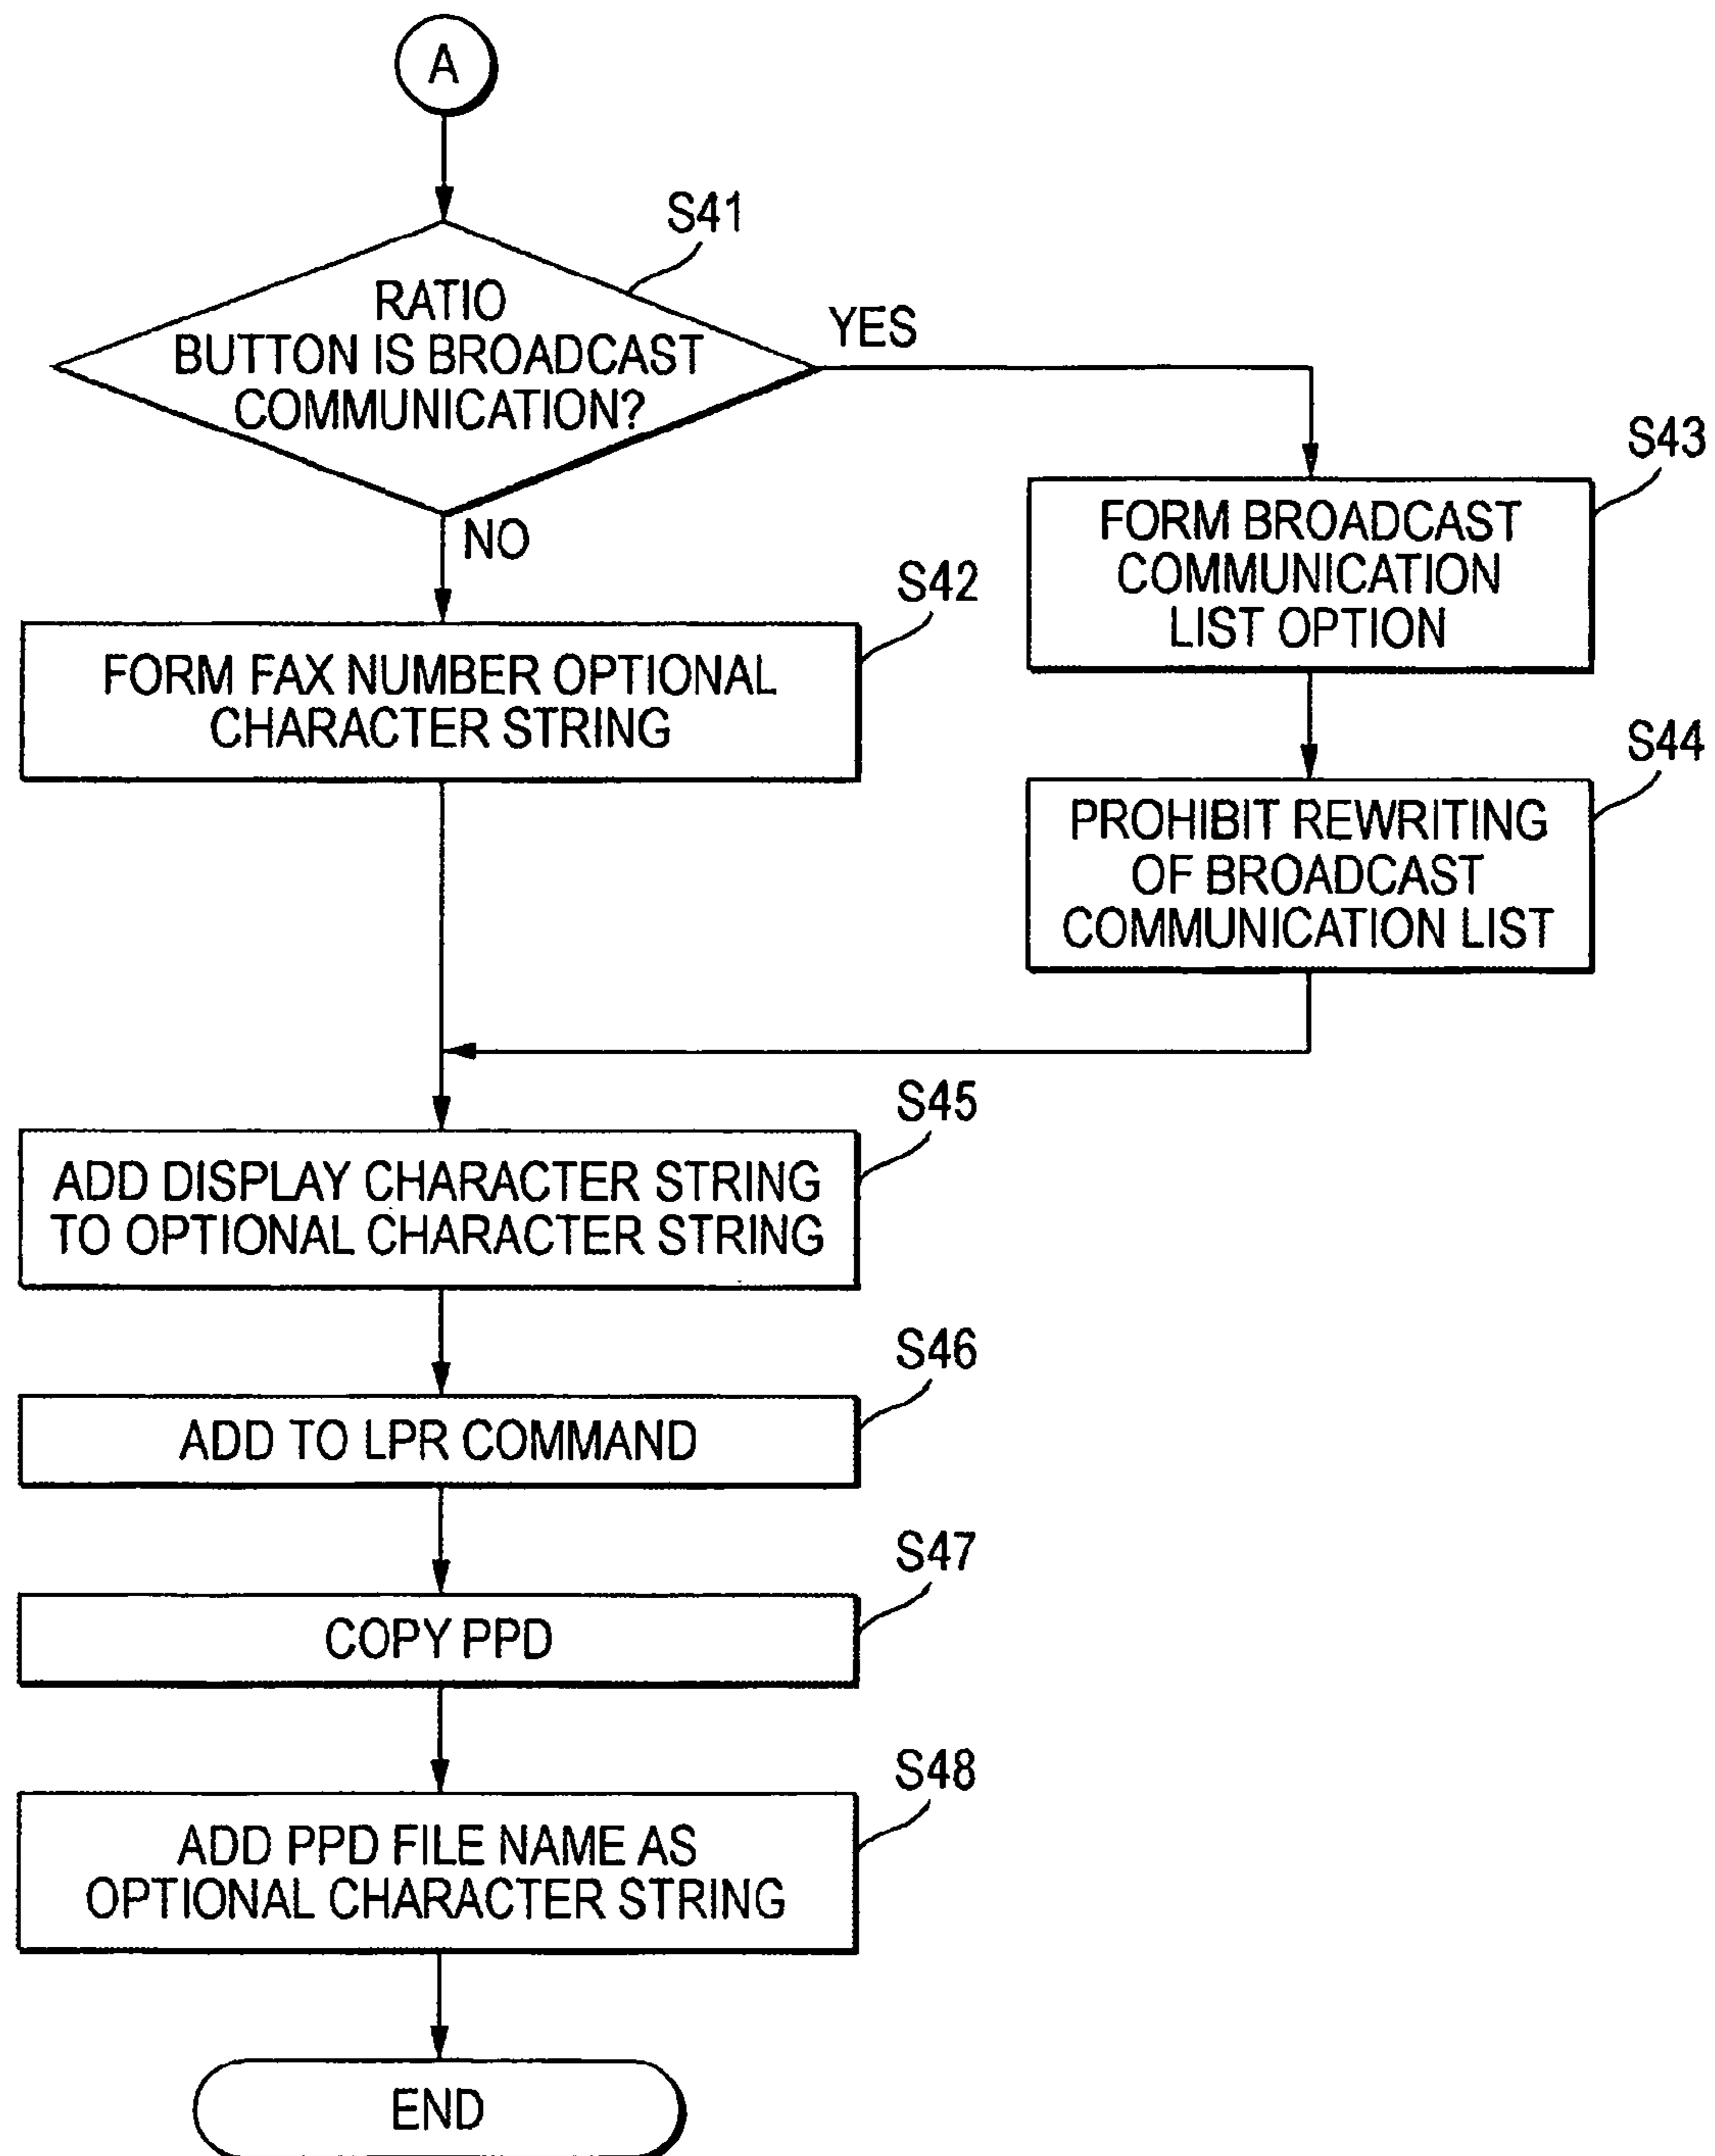 A
S41
RATIO
BUTTON IS BROADCAST
COMMUNICATION?
YES
NO
S43
FORM BROADCAST
COMMUNICATION
LIST OPTION
S42
FORM FAX NUMBER OPTIONAL
CHARACTER STRING
S44
PROHIBIT REWRITING
OF BROADCAST
COMMUNICATION LIST
S45
ADD DISPLAY CHARACTER STRING
TO OPTIONAL CHARACTER STRING
S46
ADD TO LPR COMMAND
S47
COPY PPD
S48
ADD PPD FILE NAME AS
OPTIONAL CHARACTER STRING
END